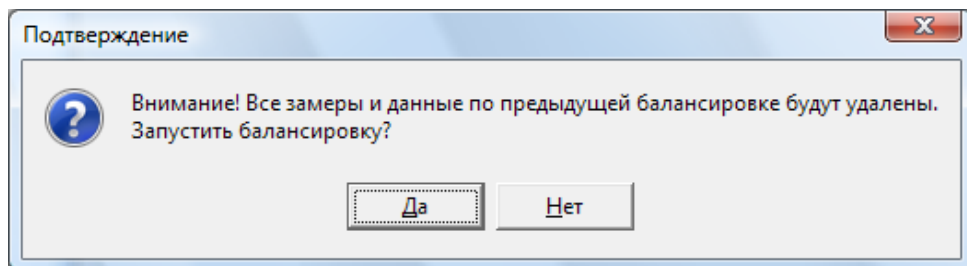 Подтверждение
Внимание! Все замеры и данные по предыдущей балансировке будут удалены.
Запустить балансировку?
Да
Нет